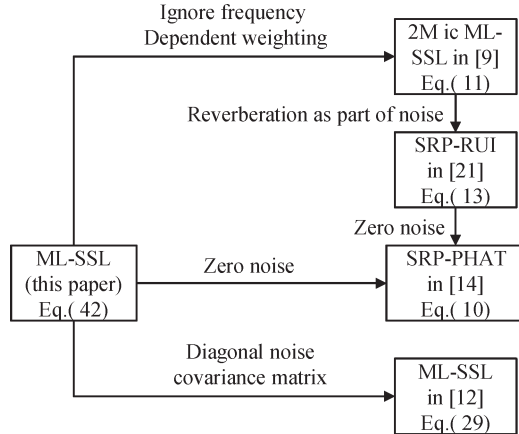 Ignore frequency
Dependent weighting
2M ic ML-
SSL in [9]
Eq.( 11)
Reverberation as part of noise
SRP-RUI
in [21]
Eq.( 13)
Zero noise
ML-SSL
(this paper)
Eq.( 42)
Zero noise
SRP-PHAT
in [14]
Eq.( 10)
Diagonal noise
covariance matrix
ML-SSL
in [12]
Eq.( 29)